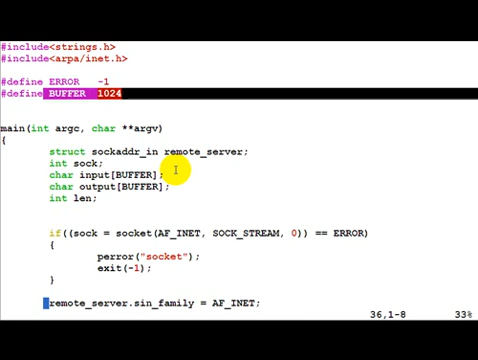 #include<strings.h>
#include<arpa/inet.h>
#define ERROR -1
#define BUFFER 1024
main(int argc, char **argv)
{
struct sockaddr_in remote_server;
int sock;
char input[BUFFER];
char output[BUFFER];
int len;
if((sock = socket(AF_INET, SOCK_STREAM, 0)) == ERROR)
{
perror("socket");
exit(-1);
}
remote_server.sin_family = AF_INET;
36,1-8 33%